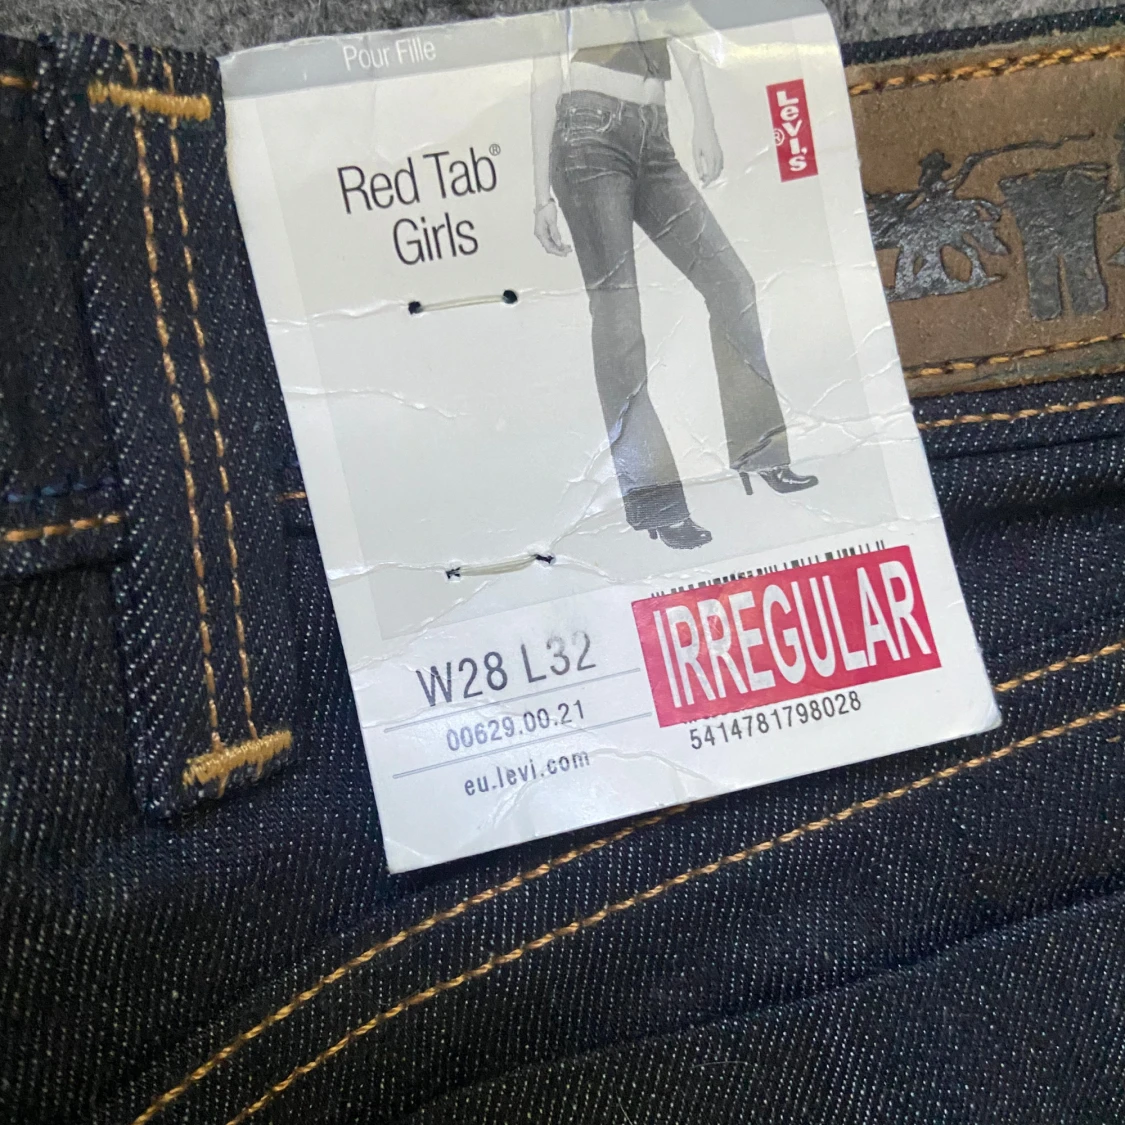 Pour Fille
Levi's®
Red Tab®
Girls
IRREGULAR
W28 L32
00629.00.21
5414781798028
eu.levi.com